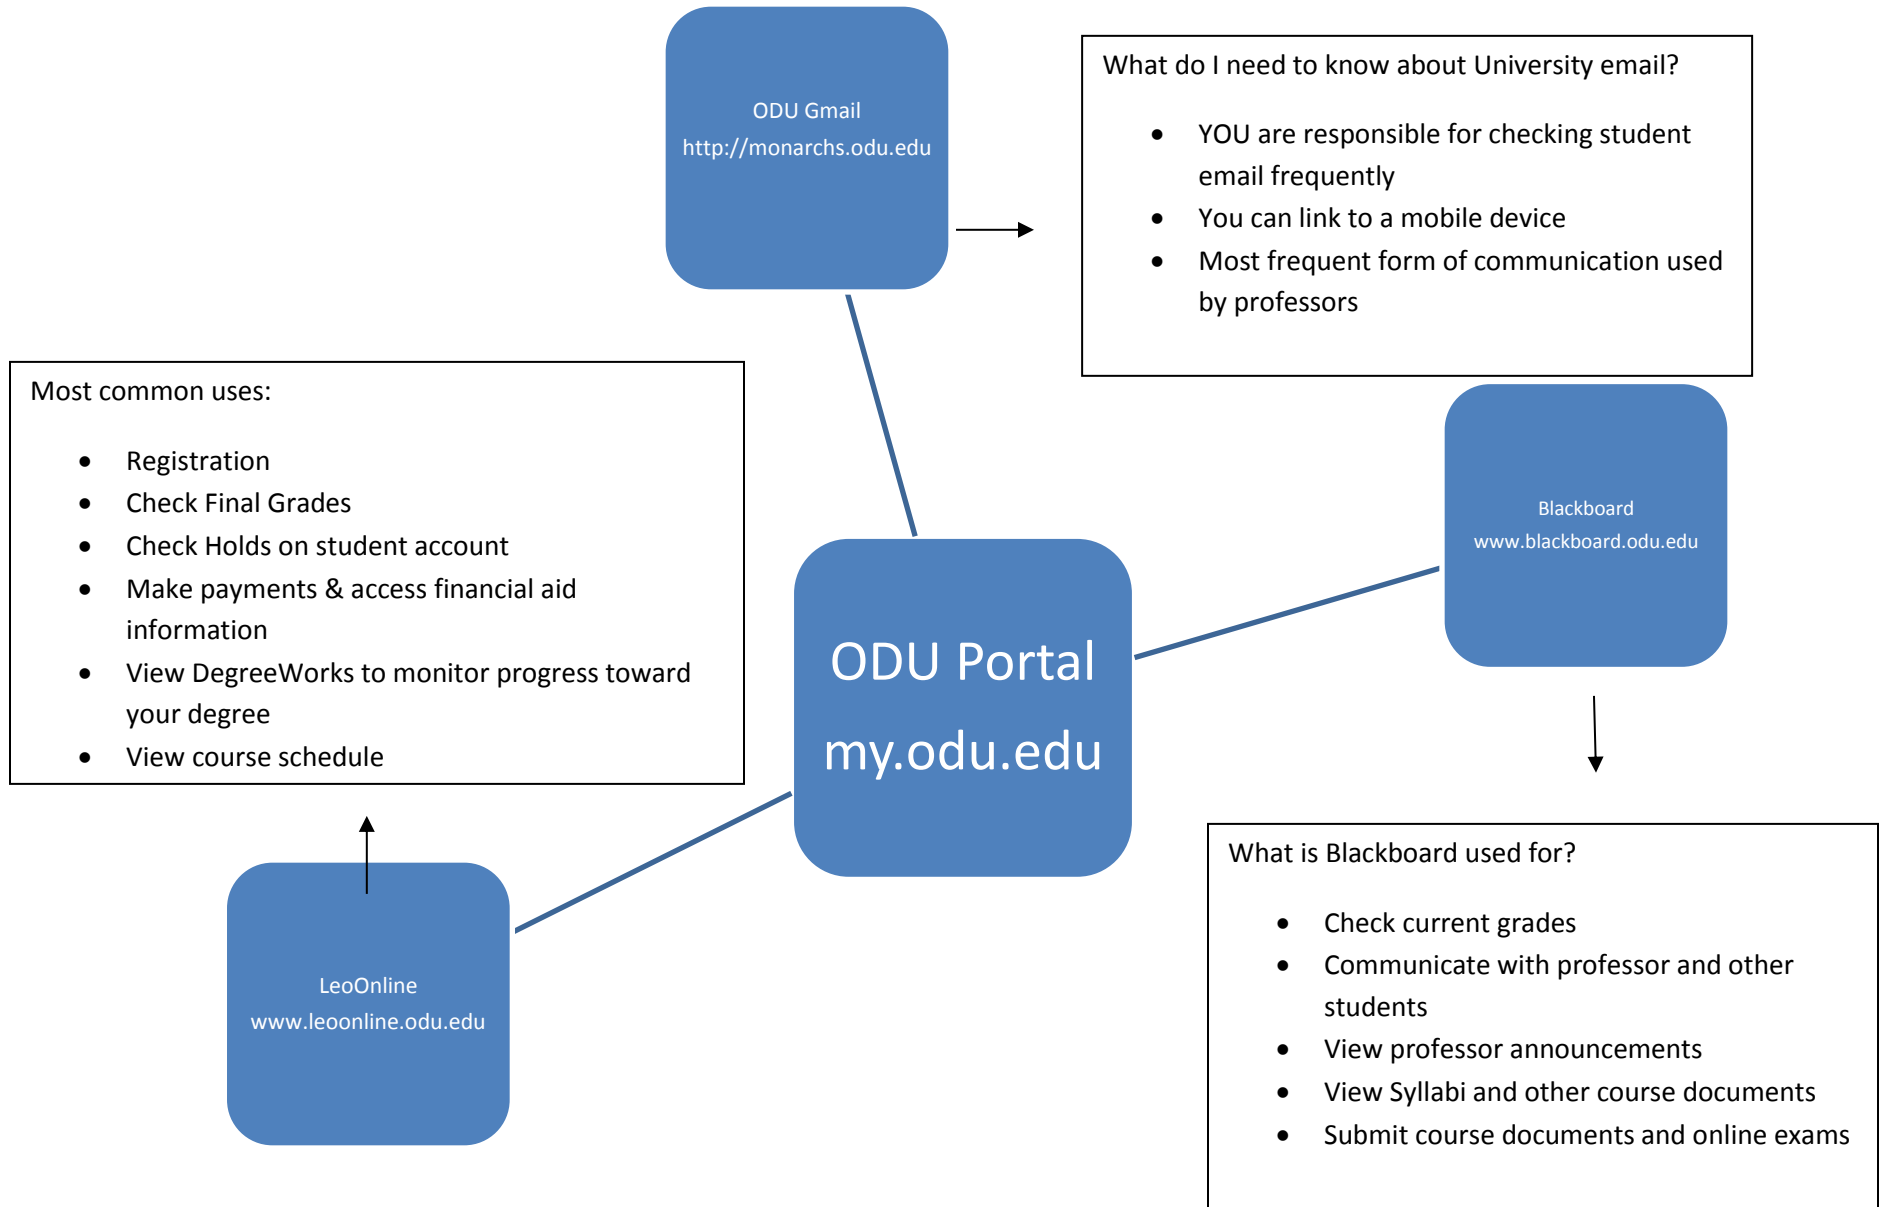 ODU Gmail
http://monarchs.odu.edu
What do I need to know about University email?
• YOU are responsible for checking student
email frequently
• You can link to a mobile device
• Most frequent form of communication used
by professors
Most common uses:
• Registration
• Check Final Grades
• Check Holds on student account
• Make payments & access financial aid
information
• View DegreeWorks to monitor progress toward
your degree
• View course schedule
Blackboard
www.blackboard.odu.edu
ODU Portal
my.odu.edu
LeoOnline
www.leoonline.odu.edu
What is Blackboard used for?
• Check current grades
• Communicate with professor and other
students
• View professor announcements
• View Syllabi and other course documents
• Submit course documents and online exams